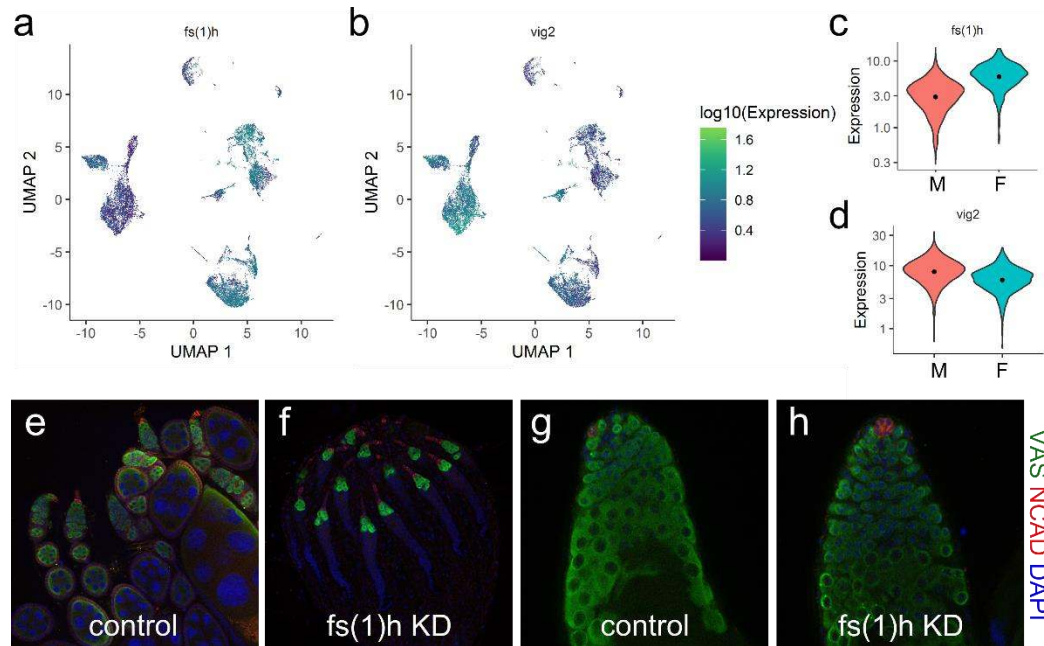 a
fs(1)h
UMAP 2
10
5
0
-5
-10
-10
-5
0
5
10
UMAP 1
b
vig2
10
5
0
-5
-10
-10
-5
0
5
10
UMAP 1
log10(Expression)
1.6
1.2
0.8
0.4
c
fs(1)h
Expression
10.0
3.0
1.0
0.3
M
F
d
vig2
Expression
30
10
3
1
M
F
e
control
f
fs(1)h KD
g
control
h
fs(1)h KD
VAS NCAD DAPI